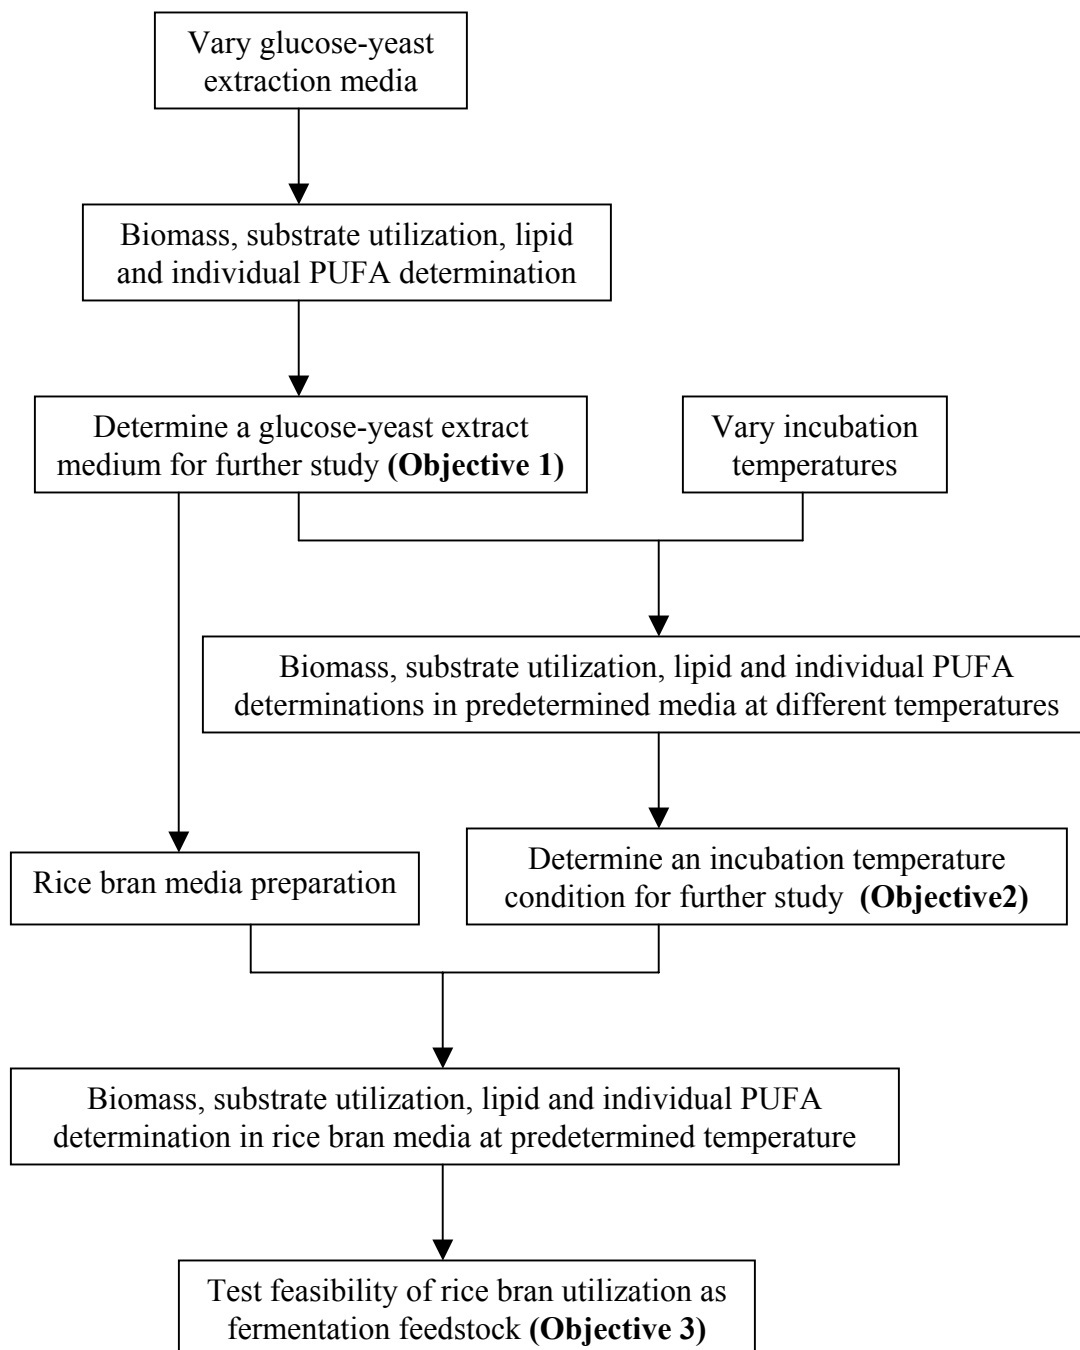 Vary glucose-yeast
extraction media
Biomass, substrate utilization, lipid
and individual PUFA determination
Determine a glucose-yeast extract
medium for further study (Objective 1)
Vary incubation
temperatures
Biomass, substrate utilization, lipid and individual PUFA
determinations in predetermined media at different temperatures
Rice bran media preparation
Determine an incubation temperature
condition for further study (Objective2)
Biomass, substrate utilization, lipid and individual PUFA
determination in rice bran media at predetermined temperature
Test feasibility of rice bran utilization as
fermentation feedstock (Objective 3)